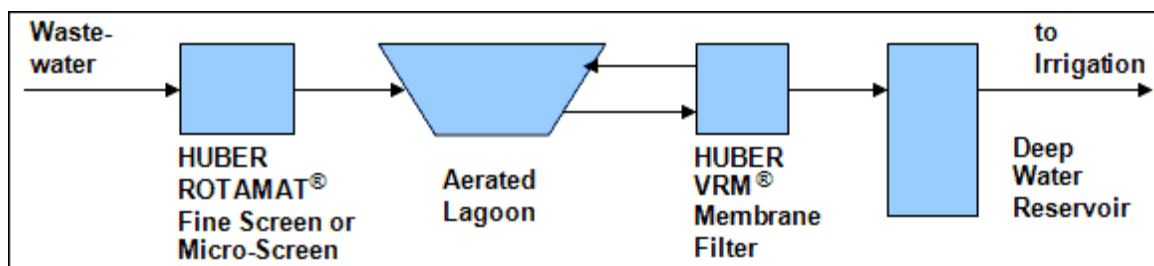 Waste-
water
HUBER
ROTAMAT®
Fine Screen or
Micro-Screen
Aerated
Lagoon
HUBER
VRM®
Membrane
Filter
to
Irrigation
Deep
Water
Reservoir